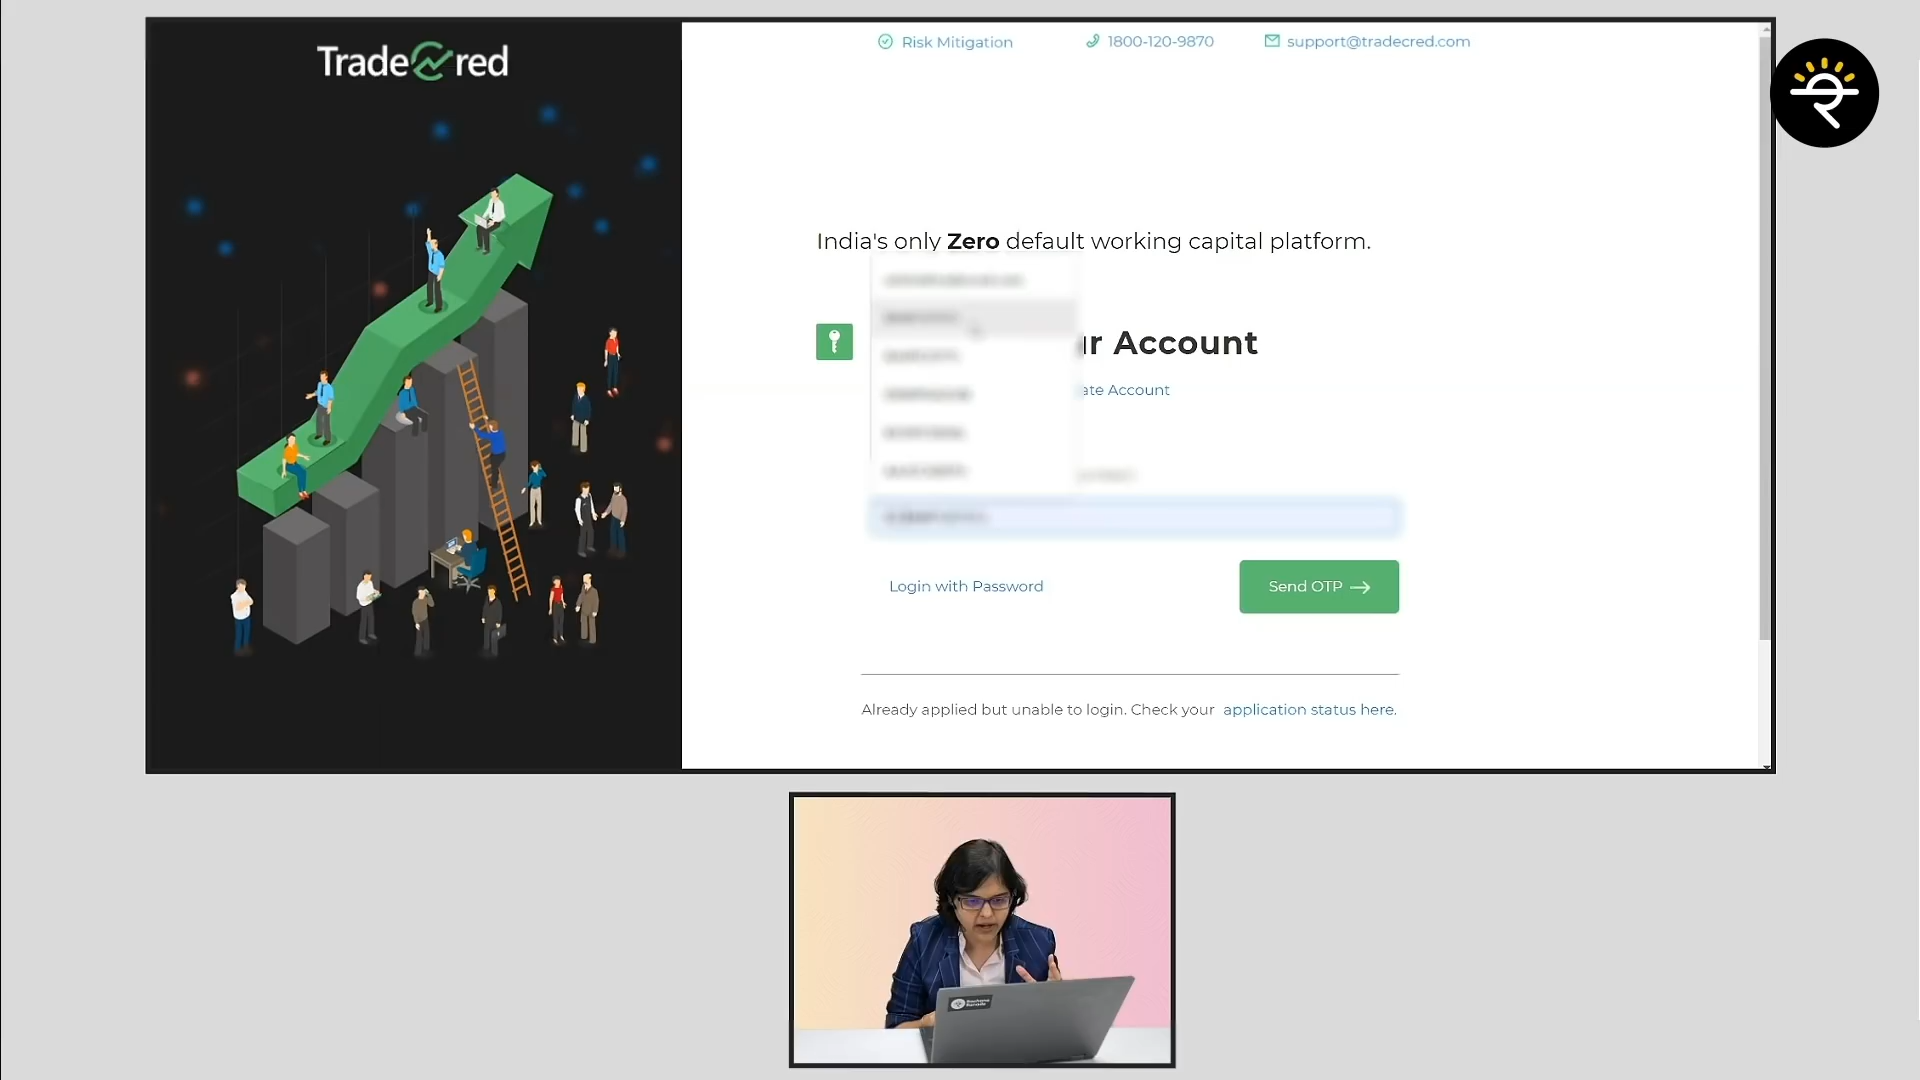 TradeCred
Risk Mitigation
1800-120-9870
support@tradecred.com
India's only Zero default working capital platform.
r Account
ate Account
Login with Password
Send OTP
Already applied but unable to login. Check your application status here.